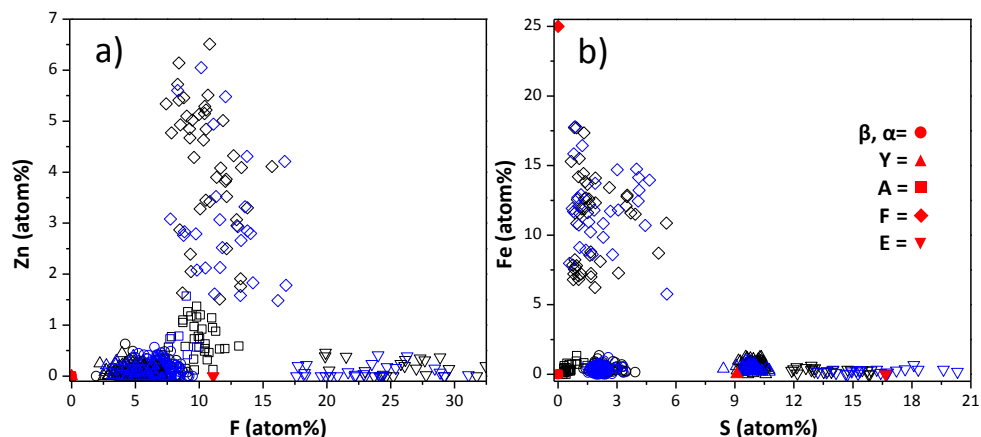 a)
7
6
5
4
3
2
1
0
Zn (atom%)
0 5 10 15 20 25 30
F (atom%)
b)
25
20
15
10
5
0
Fe (atom%)
β, α=
Y =
A =
F =
E =
0 3 6 9 12 15 18 21
S (atom%)